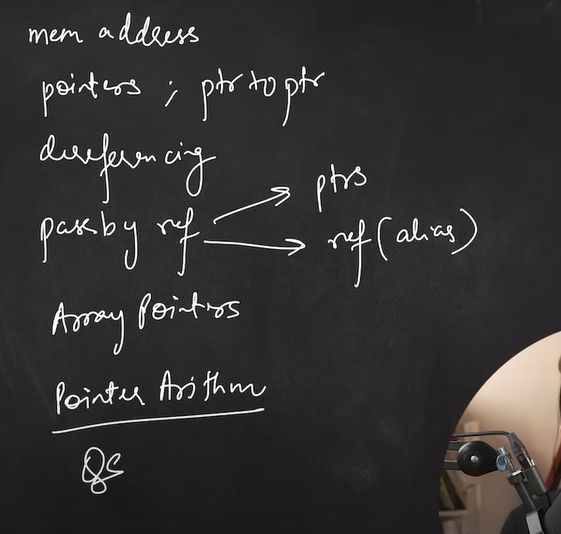 mem address
pointers ; ptr to ptr
dereferencing
pass by ref
ptrs
ref (alias)
Array Pointers
Pointer Arithm
Qs